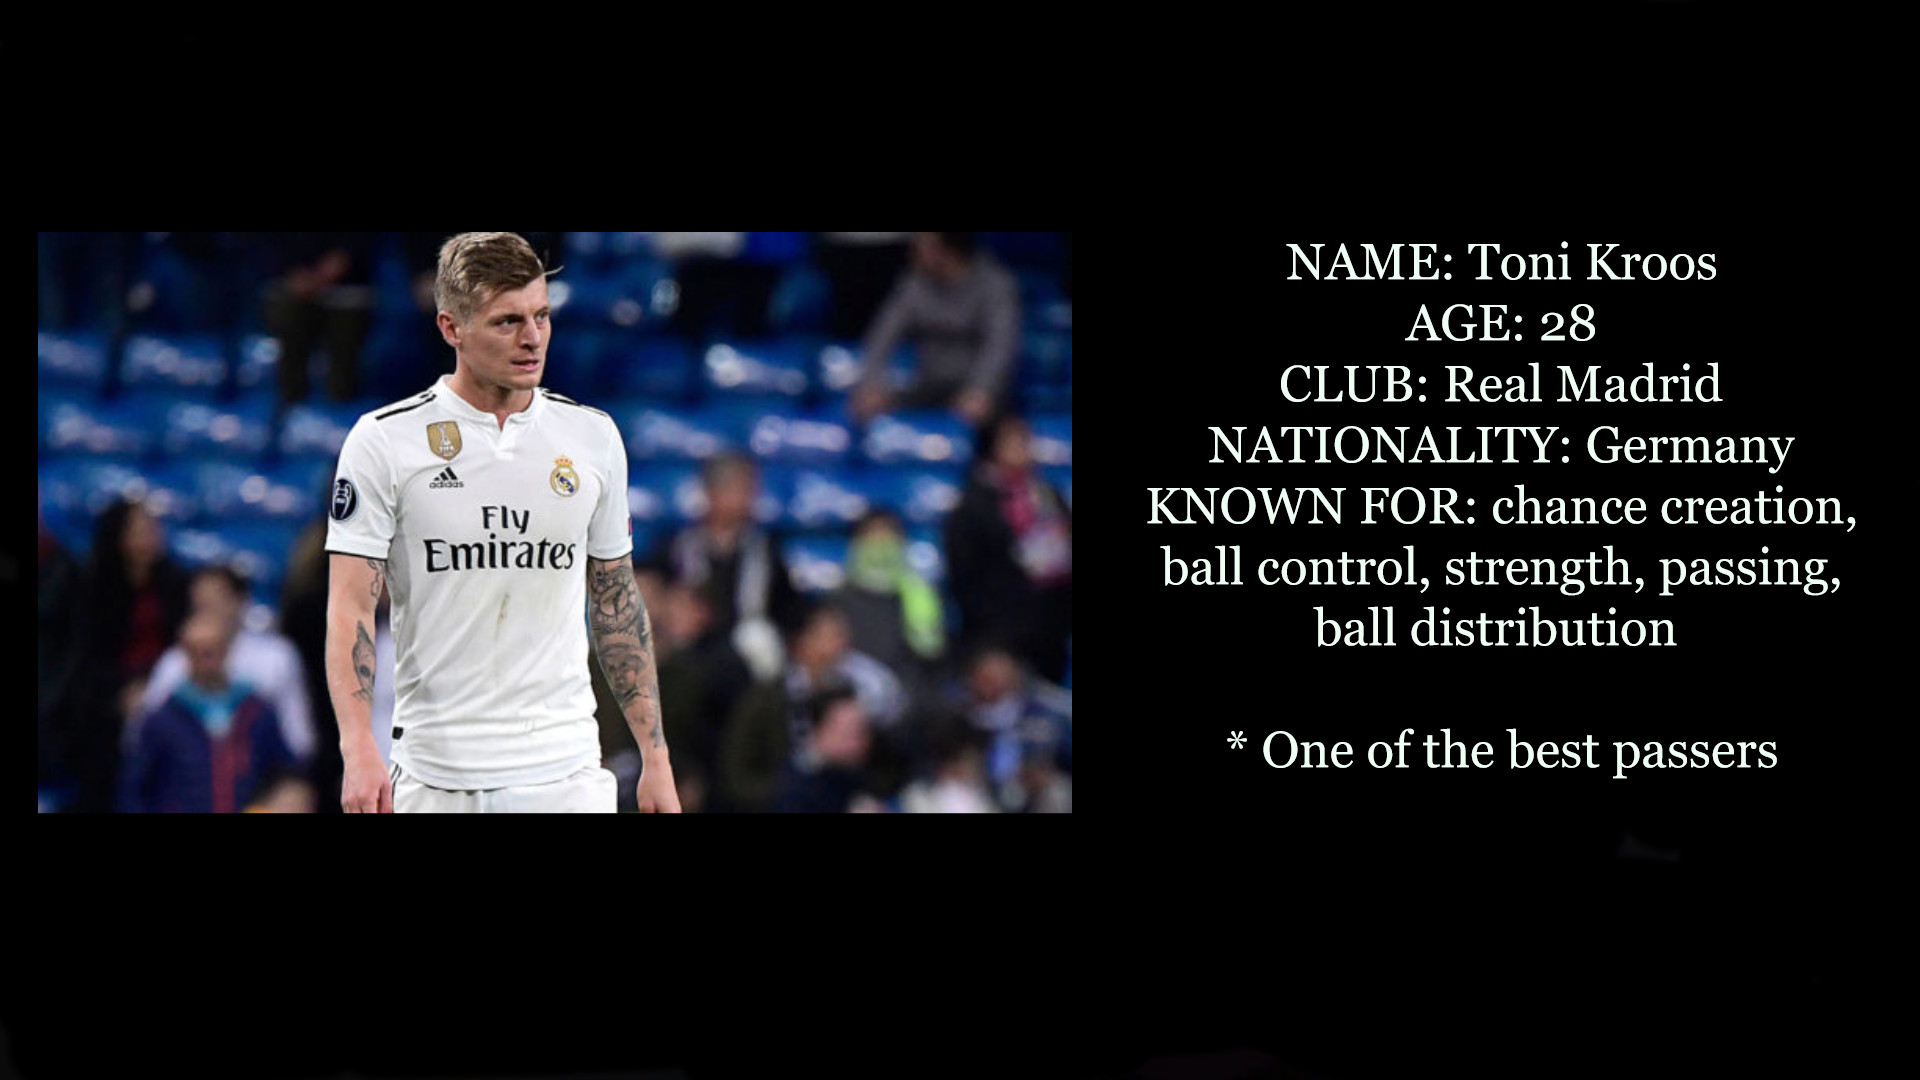 NAME: Toni Kroos
AGE: 28
CLUB: Real Madrid
NATIONALITY: Germany
KNOWN FOR: chance creation,
ball control, strength, passing,
ball distribution
* One of the best passers
adidas
Fly
Emirates